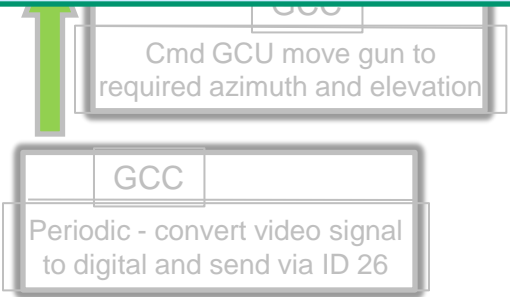 GCC
Cmd GCU move gun to
required azimuth and elevation
GCC
Periodic - convert video signal
to digital and send via ID 26